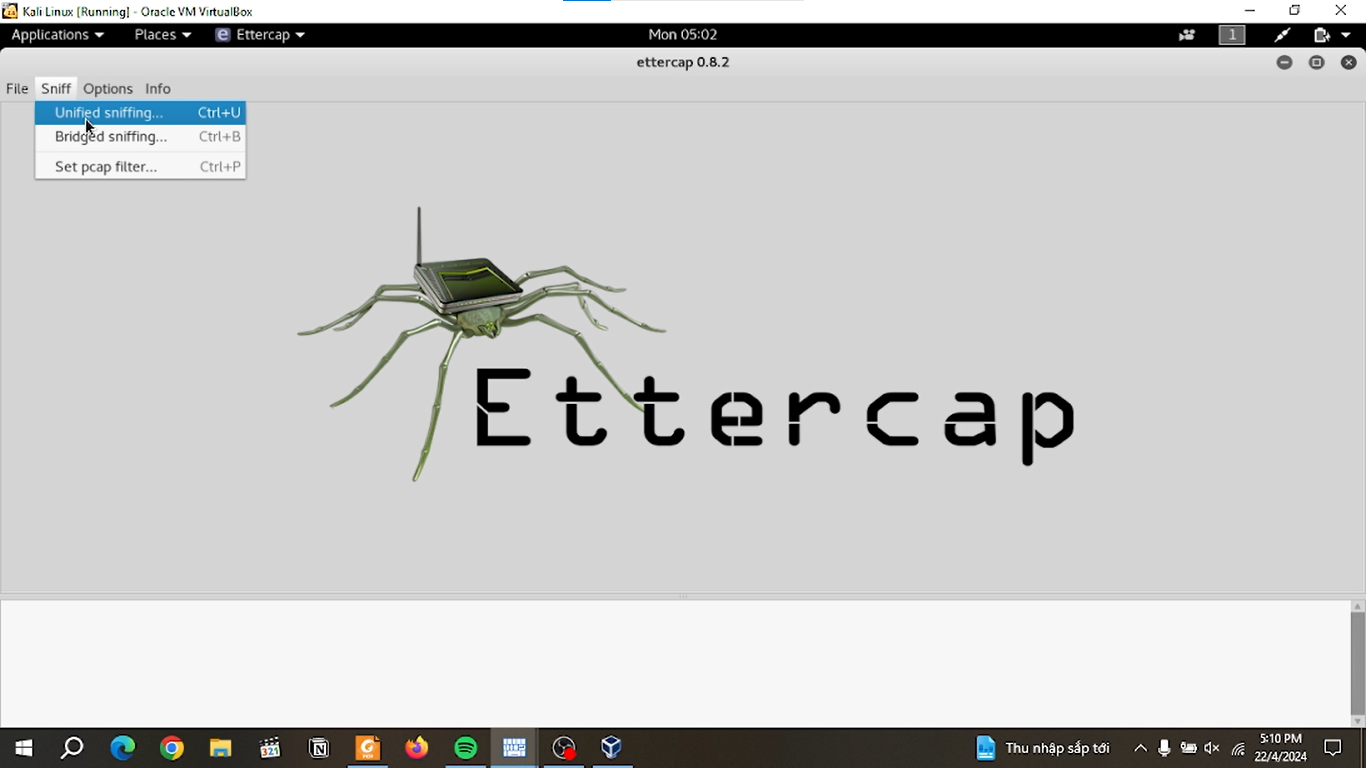 Kali Linux [Running] - Oracle VM VirtualBox
Applications Places Ettercap Mon 05:02 1
ettercap 0.8.2
File Sniff Options Info
Unified sniffing... Ctrl+U
Bridged sniffing... Ctrl+B
Set pcap filter... Ctrl+P
Ettercap
Thu nhập sắp tới 5:10 PM
22/4/2024